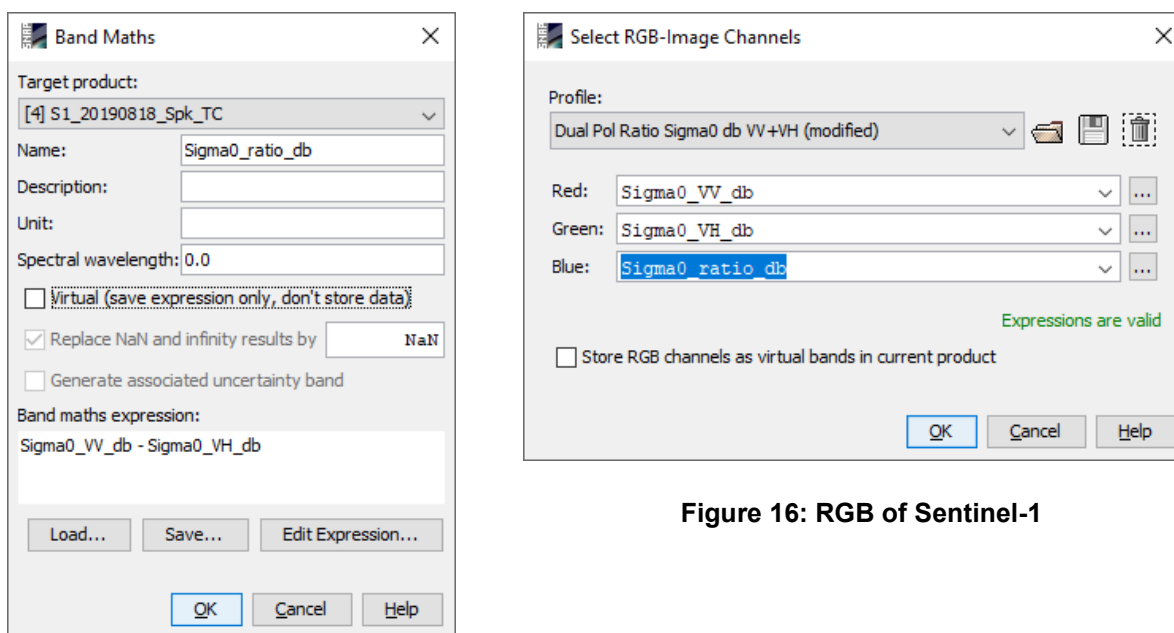 Band Maths
Target product:
[4] S1_20190818_Spk_TC
Name: Sigma0_ratio_db
Description:
Unit:
Spectral wavelength: 0.0
Virtual (save expression only, don't store data)
Replace NaN and infinity results by NaN
Generate associated uncertainty band
Band maths expression:
Sigma0_VV_db - Sigma0_VH_db
Load... Save... Edit Expression...
OK Cancel Help
Select RGB-Image Channels
Profile:
Dual Pol Ratio Sigma0 db VV+VH (modified)
Red: Sigma0_VV_db ...
Green: Sigma0_VH_db ...
Blue: Sigma0_ratio_db ...
Expressions are valid
Store RGB channels as virtual bands in current product
OK Cancel Help
Figure 16: RGB of Sentinel-1